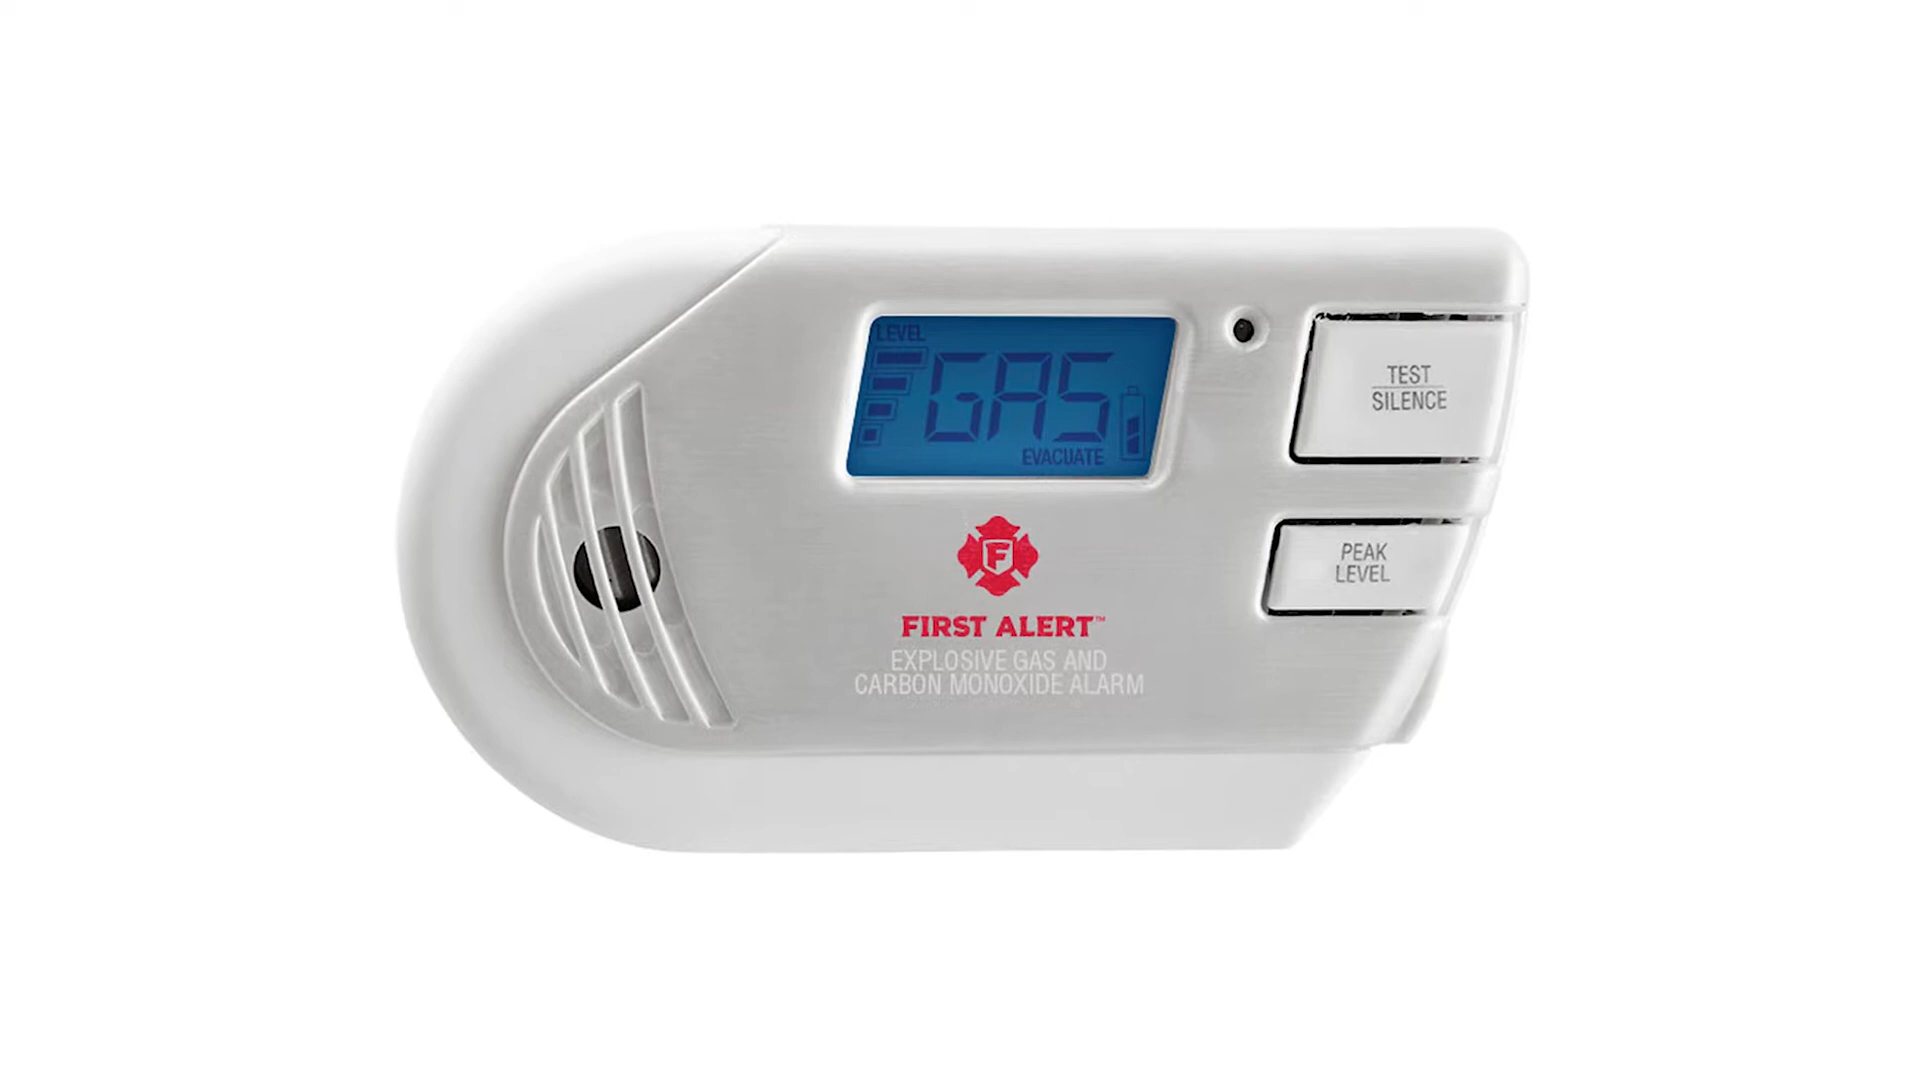 LEVEL
GAS
EVACUATE
TEST
SILENCE
PEAK
LEVEL
F
FIRST ALERT™
EXPLOSIVE GAS AND
CARBON MONOXIDE ALARM